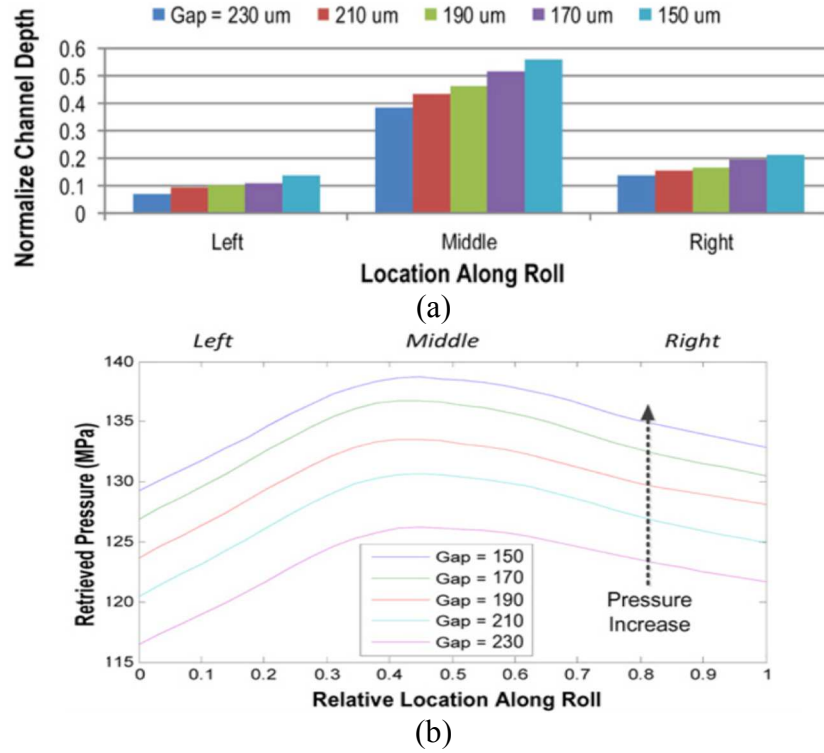 Gap = 230 um 210 um 190 um 170 um 150 um
Normalize Channel Depth
0.6
0.5
0.4
0.3
0.2
0.1
0
Left Middle Right
Location Along Roll
(a)
Left Middle Right
Retrieved Pressure (MPa)
140
135
130
125
120
115
Gap = 150
Gap = 170
Gap = 190
Gap = 210
Gap = 230
Pressure
Increase
0 0.1 0.2 0.3 0.4 0.5 0.6 0.7 0.8 0.9 1
Relative Location Along Roll
(b)